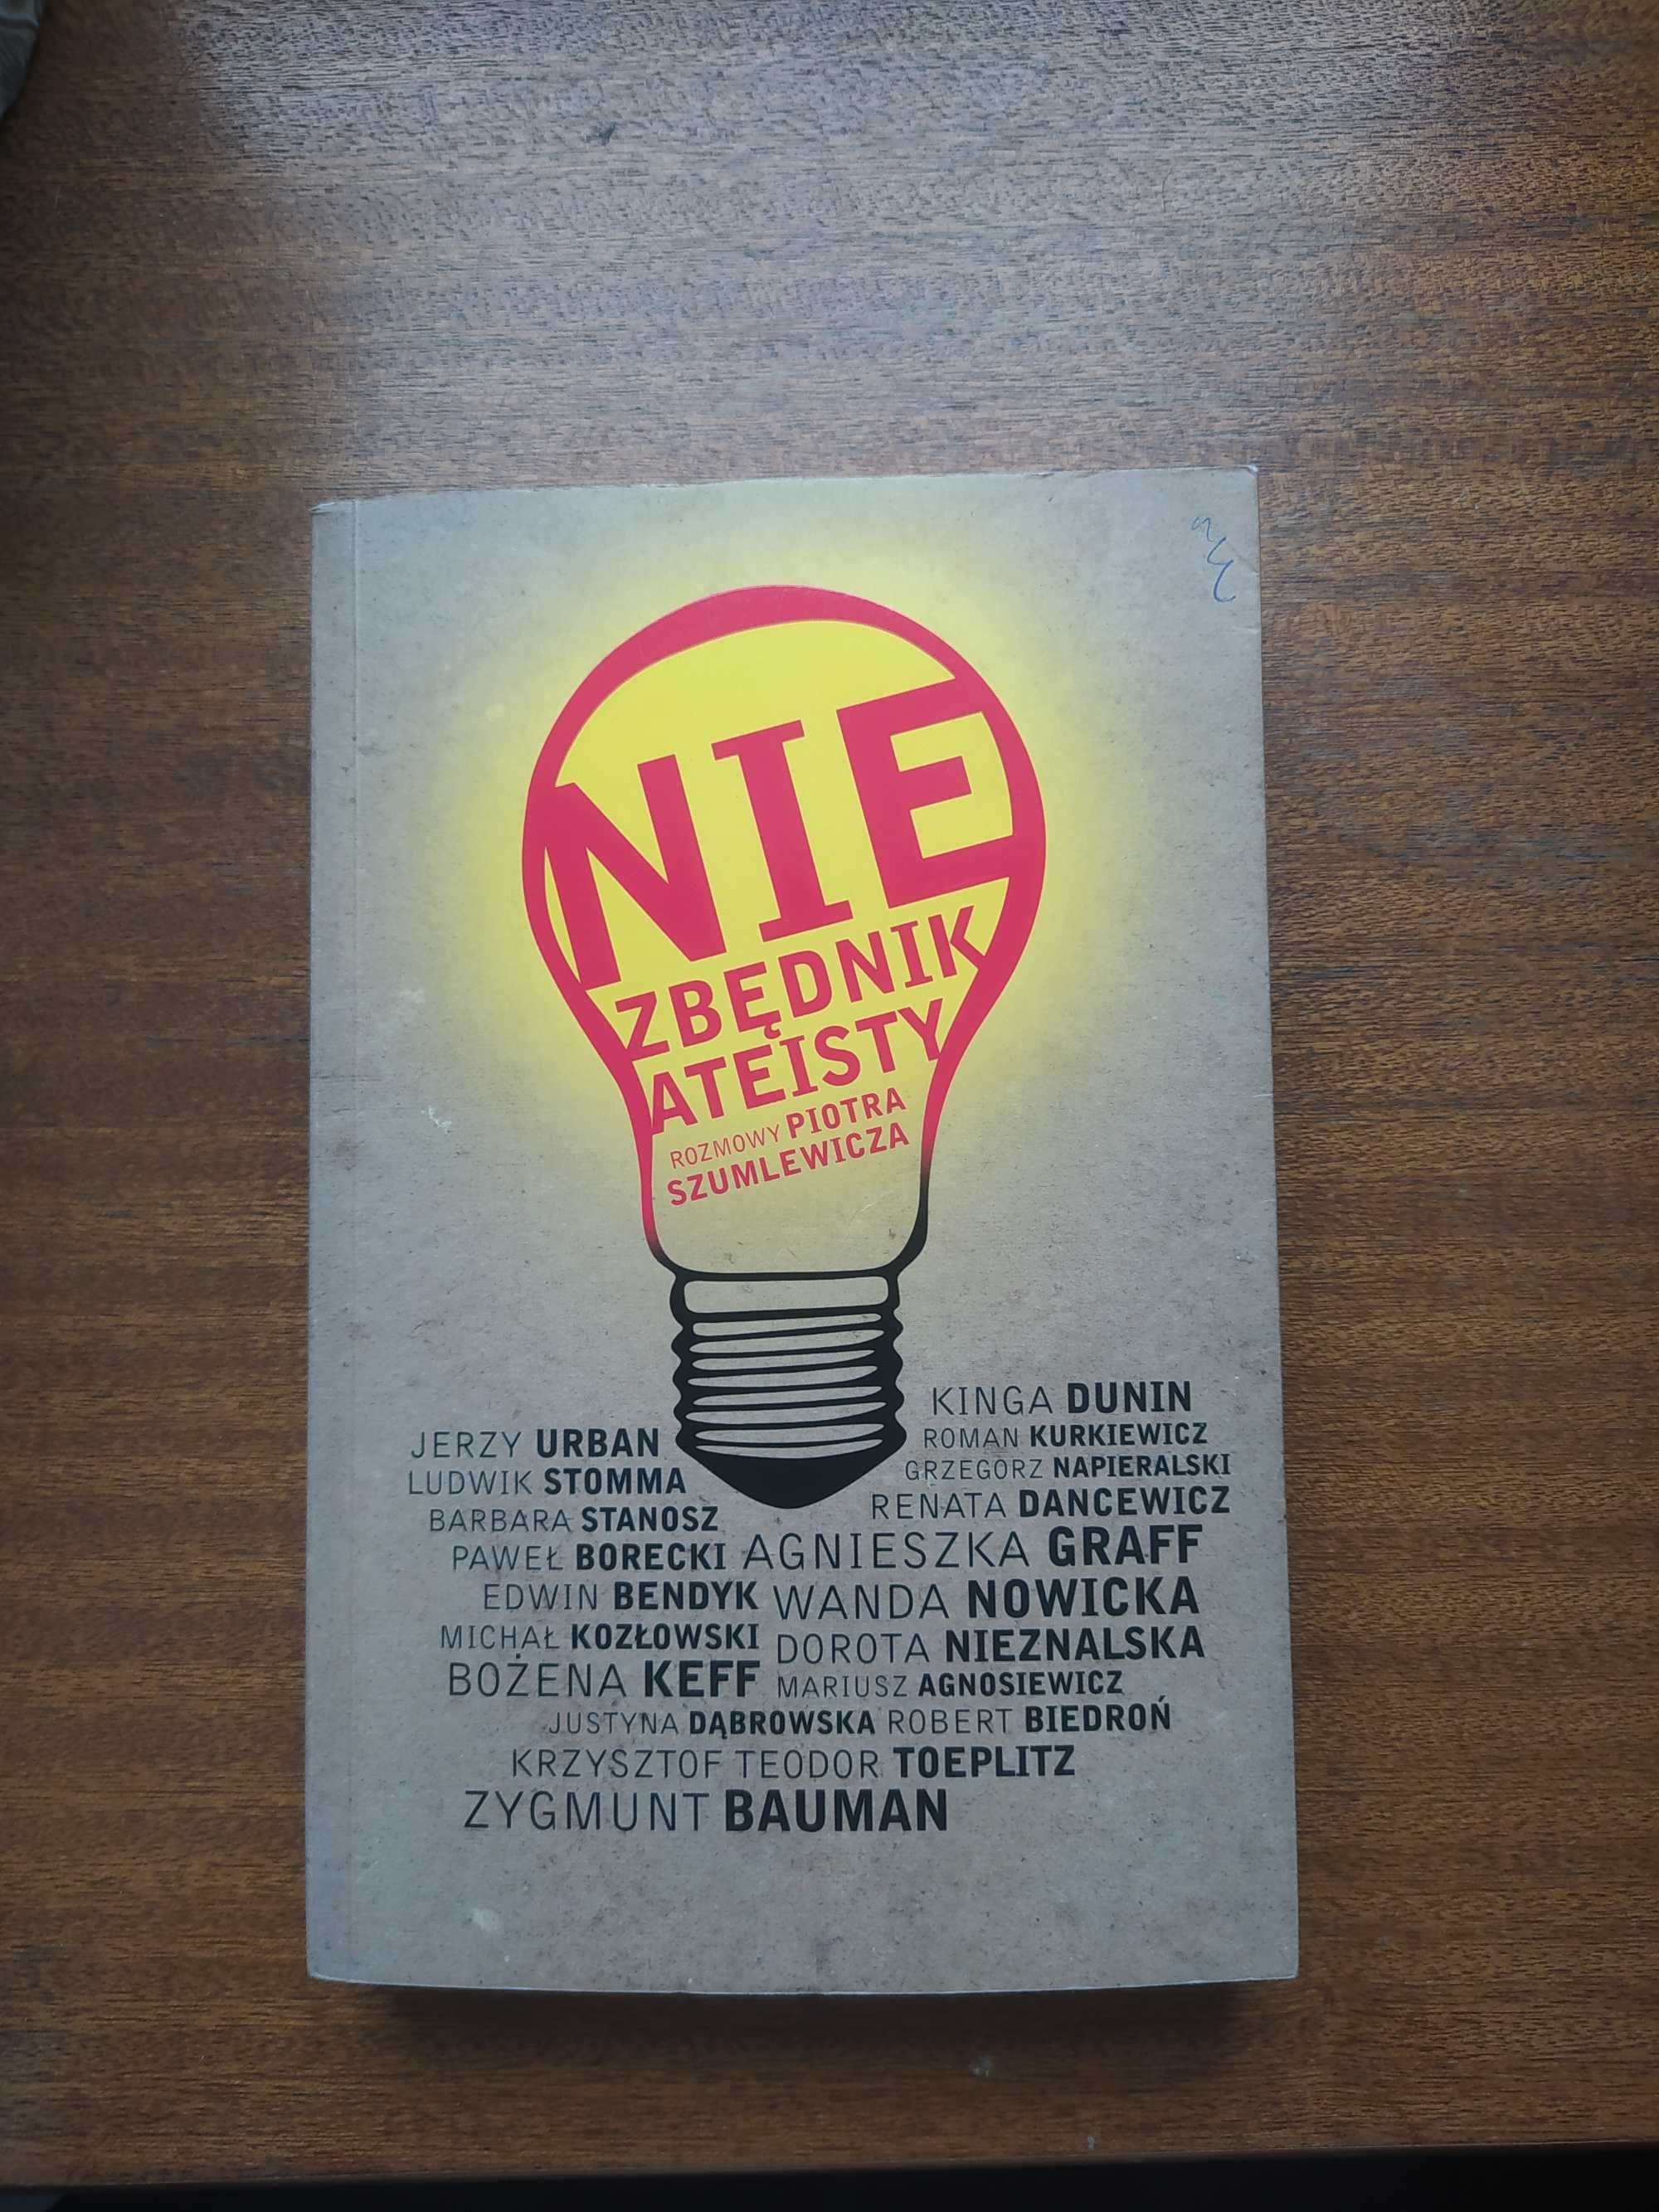 NIE
ZBĘDNIK
ATEISTY
ROZMOWY PIOTRA
SZUMLEWICZA
JERZY URBAN
LUDWIK STOMMA
BARBARA STANOSZ
PAWEŁ BORECKI
EDWIN BENDYK
MICHAŁ KOZŁOWSKI
BOŻENA KEFF
KINGA DUNIN
ROMAN KURKIEWICZ
GRZEGORZ NAPIERALSKI
RENATA DANCEWICZ
AGNIESZKA GRAFF
WANDA NOWICKA
DOROTA NIEZNALSKA
MARIUSZ AGNOSIEWICZ
JUSTYNA DĄBROWSKA ROBERT BIEDROŃ
KRZYSZTOF TEODOR TOEPLITZ
ZYGMUNT BAUMAN